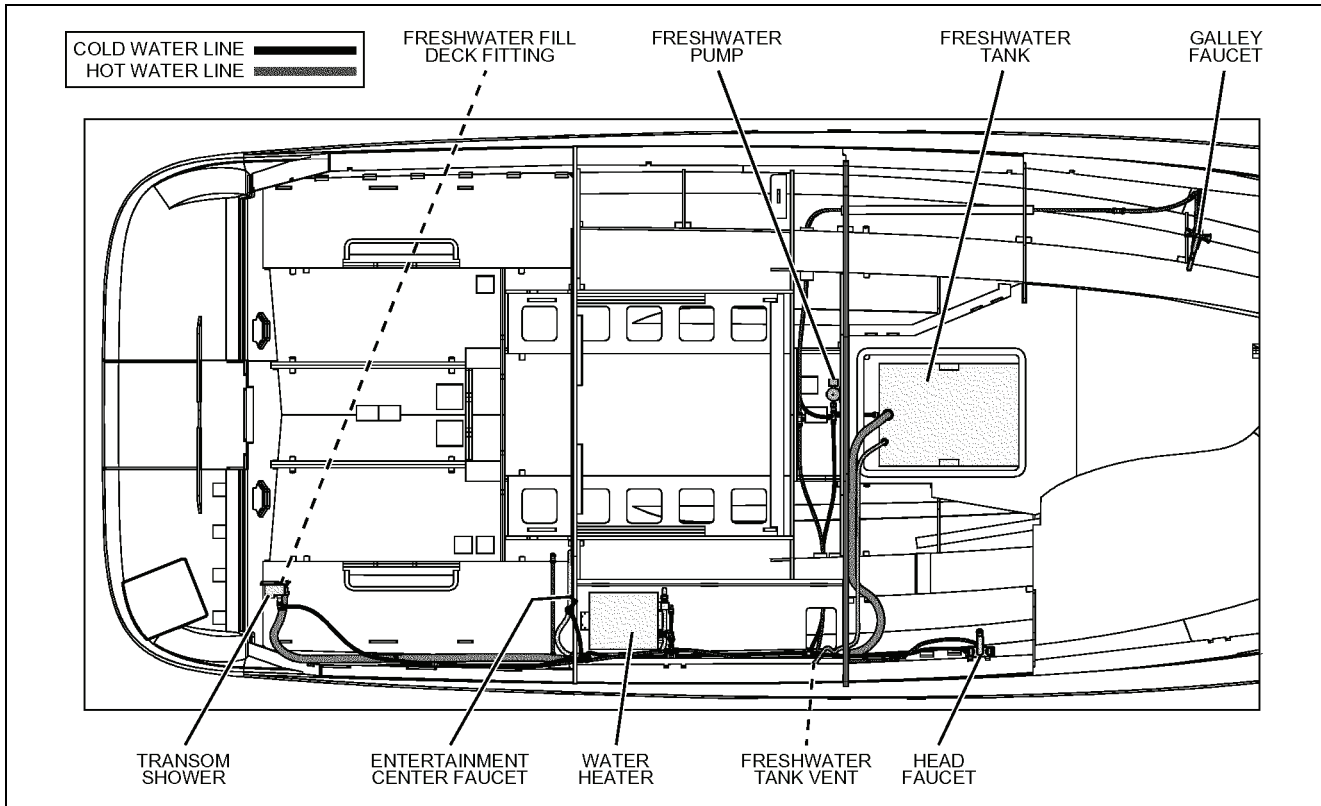 COLD WATER LINE
HOT WATER LINE
FRESHWATER FILL
DECK FITTING
FRESHWATER
PUMP
FRESHWATER
TANK
GALLEY
FAUCET
TRANSOM
SHOWER
ENTERTAINMENT
CENTER FAUCET
WATER
HEATER
FRESHWATER
TANK VENT
HEAD
FAUCET